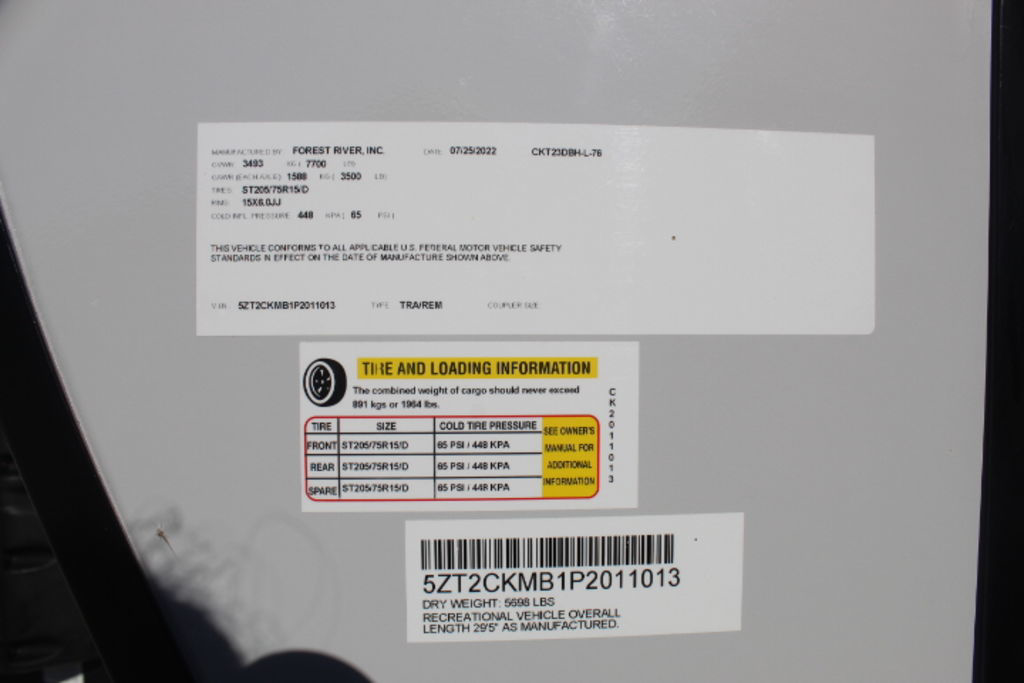 MANUFACTURED BY FOREST RIVER, INC. DATE 07/25/2022 CKT23DBH-L-76
GVWR 3493 KG ( 7700 LB)
GAWR (EACH AXLE) 1588 KG ( 3500 LB)
TIRES ST205/75R15/D
RIMS 15X6.0JJ
COLD INFL. PRESSURE 448 KPA ( 65 PSI )
THIS VEHICLE CONFORMS TO ALL APPLICABLE U.S. FEDERAL MOTOR VEHICLE SAFETY
STANDARDS IN EFFECT ON THE DATE OF MANUFACTURE SHOWN ABOVE.
V.I.N.: 5ZT2CKMB1P2011013 TYPE TRA/REM COUPLER SIZE:
TIRE AND LOADING INFORMATION
The combined weight of cargo should never exceed
891 kgs or 1964 lbs.
TIRE SIZE COLD TIRE PRESSURE
FRONT ST205/75R15/D 65 PSI / 448 KPA
REAR ST205/75R15/D 65 PSI / 448 KPA
SPARE ST205/75R15/D 65 PSI / 448 KPA
SEE OWNER'S
MANUAL FOR
ADDITIONAL
INFORMATION
CK2011013
5ZT2CKMB1P2011013
DRY WEIGHT: 5698 LBS
RECREATIONAL VEHICLE OVERALL
LENGTH 29'5" AS MANUFACTURED.